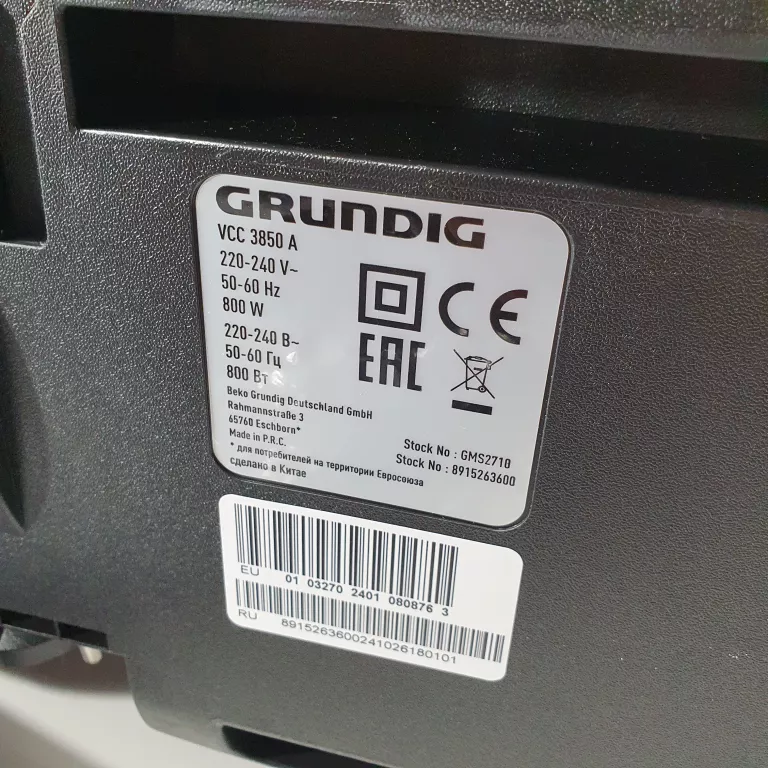 GRUNDIG
VCC 3850 A
220-240 V~
50-60 Hz
800 W
220-240 В~
50-60 Гц
800 Вт
CE
EAC
Beko Grundig Deutschland GmbH
Rahmannstraße 3
65760 Eschborn*
Made in P.R.C.
* для потребителей на территории Евросоюза
сделано в Китае
Stock No : GMS2710
Stock No : 8915263600
EU 01 03270 2401 080876 3
RU 8915263600241026180101